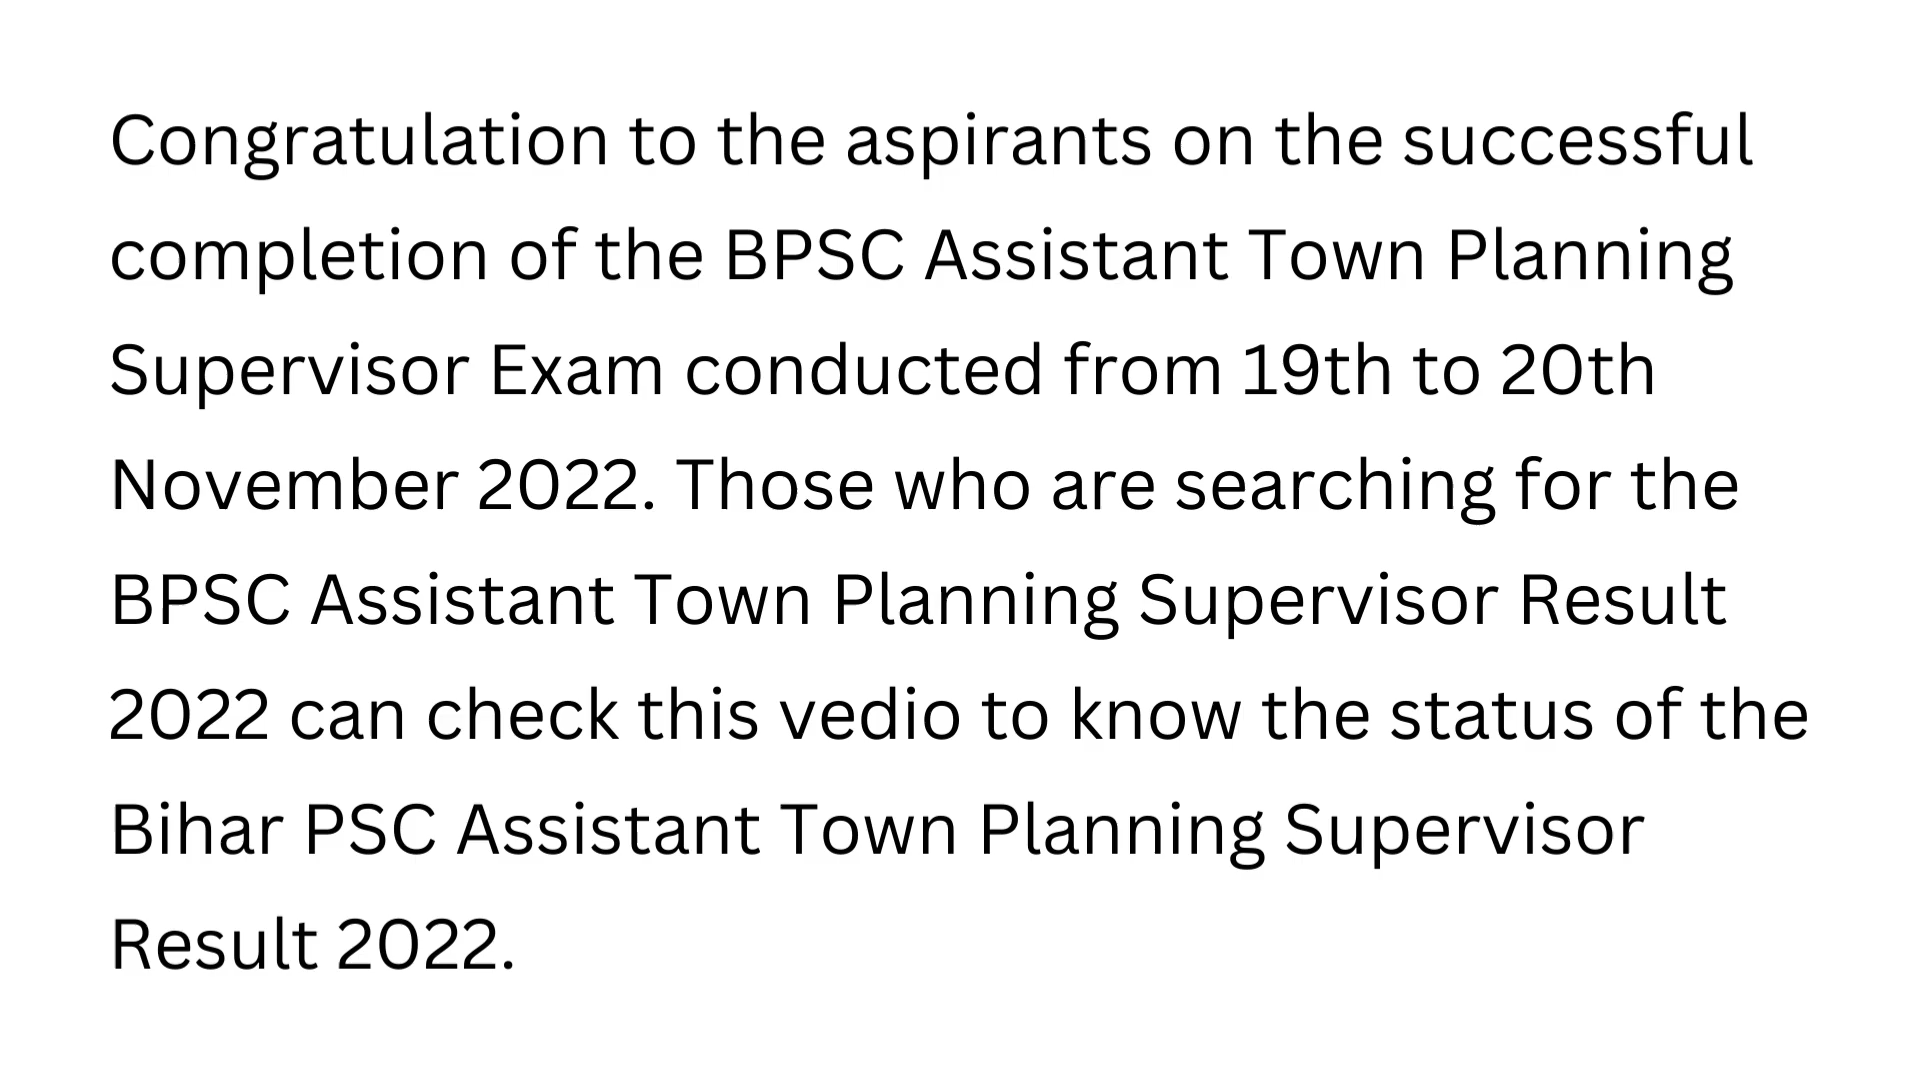 Congratulation to the aspirants on the successful
completion of the BPSC Assistant Town Planning
Supervisor Exam conducted from 19th to 20th
November 2022. Those who are searching for the
BPSC Assistant Town Planning Supervisor Result
2022 can check this vedio to know the status of the
Bihar PSC Assistant Town Planning Supervisor
Result 2022.